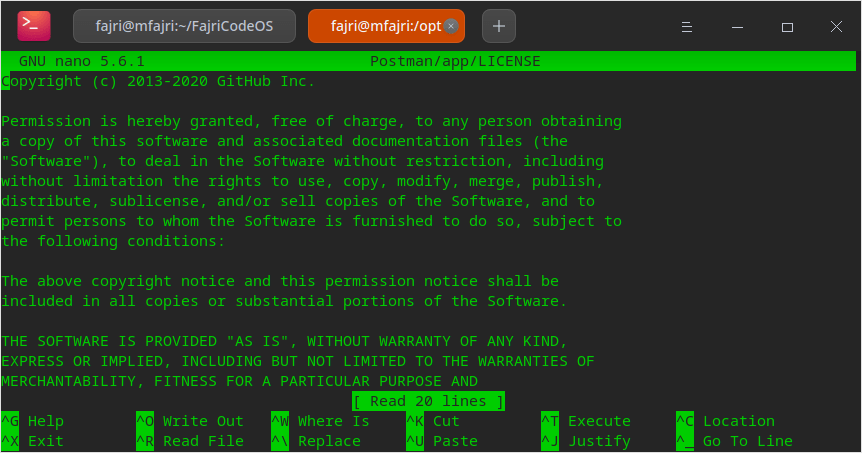 fajri@mfajri:~/FajriCodeOS
fajri@mfajri:/opt
GNU nano 5.6.1 Postman/app/LICENSE
Copyright (c) 2013-2020 GitHub Inc.
Permission is hereby granted, free of charge, to any person obtaining
a copy of this software and associated documentation files (the
"Software"), to deal in the Software without restriction, including
without limitation the rights to use, copy, modify, merge, publish,
distribute, sublicense, and/or sell copies of the Software, and to
permit persons to whom the Software is furnished to do so, subject to
the following conditions:
The above copyright notice and this permission notice shall be
included in all copies or substantial portions of the Software.
THE SOFTWARE IS PROVIDED "AS IS", WITHOUT WARRANTY OF ANY KIND,
EXPRESS OR IMPLIED, INCLUDING BUT NOT LIMITED TO THE WARRANTIES OF
MERCHANTABILITY, FITNESS FOR A PARTICULAR PURPOSE AND
[ Read 20 lines ]
^G Help ^O Write Out ^W Where Is ^K Cut ^T Execute ^C Location
^X Exit ^R Read File ^\ Replace ^U Paste ^J Justify ^_ Go To Line